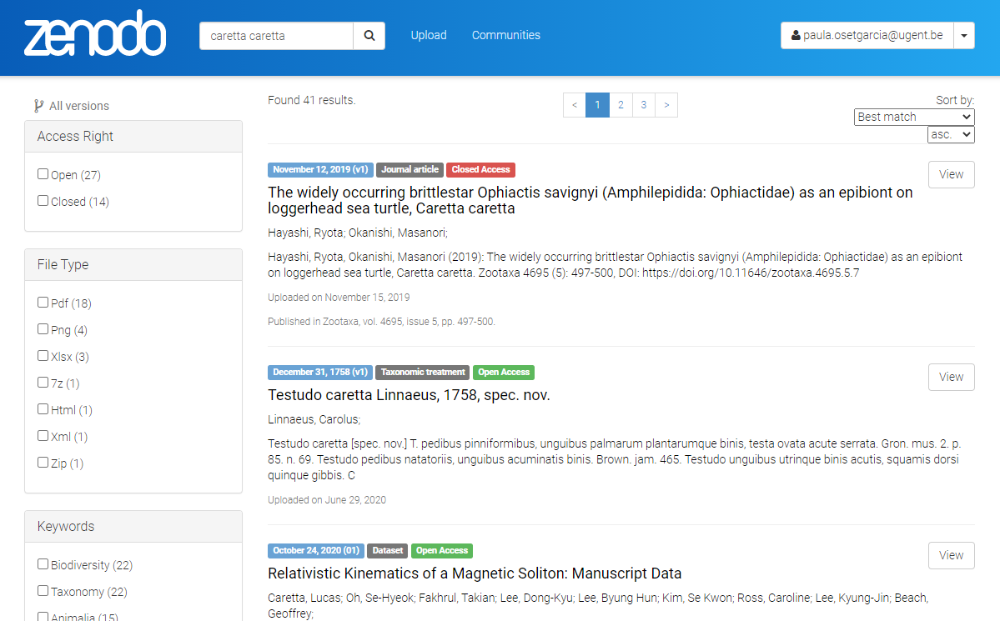 zenodo
caretta caretta
Upload
Communities
paula.osetgarcia@ugent.be
All versions
Access Right
Open (27)
Closed (14)
File Type
Pdf (18)
Png (4)
Xlsx (3)
7z (1)
Html (1)
Xml (1)
Zip (1)
Keywords
Biodiversity (22)
Taxonomy (22)
Animalia (15)
Found 41 results.
< 1 2 3 >
Sort by:
Best match
asc.
November 12, 2019 (v1) Journal article Closed Access
View
The widely occurring brittlestar Ophiactis savignyi (Amphilepidida: Ophiactidae) as an epibiont on
loggerhead sea turtle, Caretta caretta
Hayashi, Ryota; Okanishi, Masanori;
Hayashi, Ryota, Okanishi, Masanori (2019): The widely occurring brittlestar Ophiactis savignyi (Amphilepidida: Ophiactidae) as an epibiont
on loggerhead sea turtle, Caretta caretta. Zootaxa 4695 (5): 497-500, DOI: https://doi.org/10.11646/zootaxa.4695.5.7
Uploaded on November 15, 2019
Published in Zootaxa, vol. 4695, issue 5, pp. 497-500.
December 31, 1758 (v1) Taxonomic treatment Open Access
View
Testudo caretta Linnaeus, 1758, spec. nov.
Linnaeus, Carolus;
Testudo caretta [spec. nov.] T. pedibus pinniformibus, unguibus palmarum plantarumque binis, testa ovata acute serrata. Gron. mus. 2. p.
85. n. 69. Testudo pedibus natatoriis, unguibus acuminatis binis. Brown. jam. 465. Testudo unguibus utrinque binis acutis, squamis dorsi
quinque gibbis. C
Uploaded on June 29, 2020
October 24, 2020 (01) Dataset Open Access
View
Relativistic Kinematics of a Magnetic Soliton: Manuscript Data
Caretta, Lucas; Oh, Se-Hyeok; Fakhrul, Takian; Lee, Dong-Kyu; Lee, Byung Hun; Kim, Se Kwon; Ross, Caroline; Lee, Kyung-Jin; Beach,
Geoffrey;